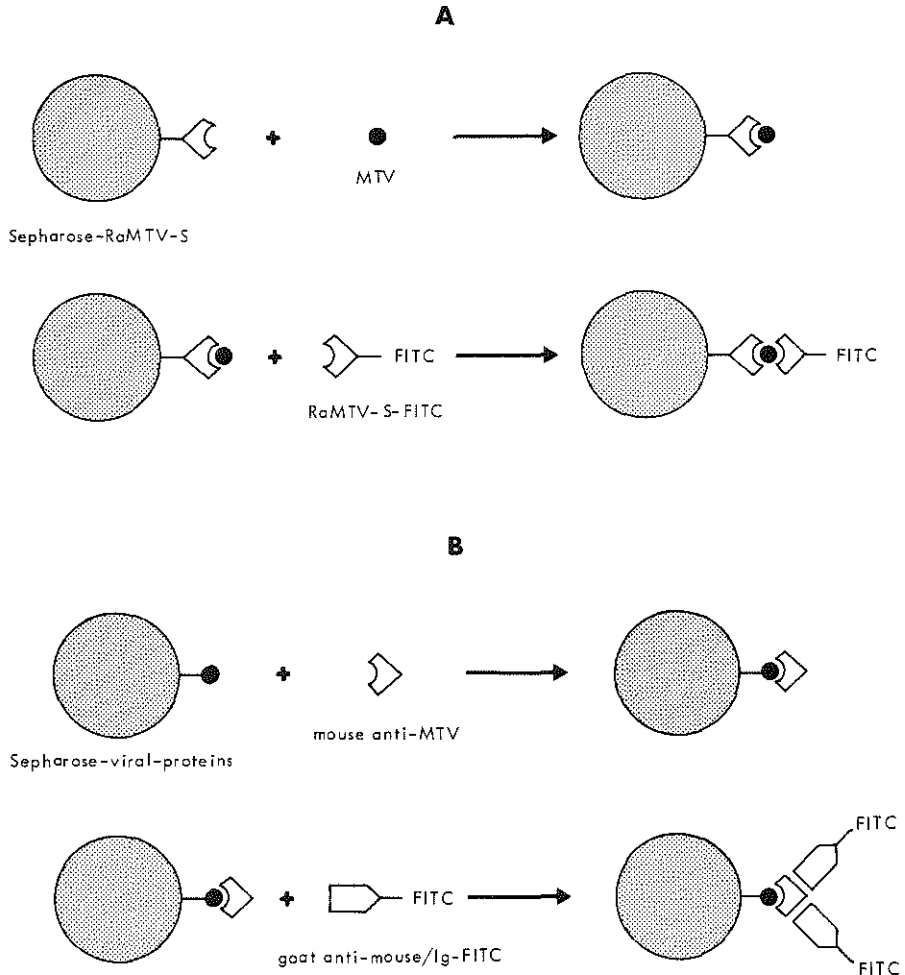 A
+
MTV
Sepharose-RaMTV-S
+
FITC
FITC
RaMTV-S-FITC
B
+
mouse anti-MTV
Sepharose-viral-proteins
FITC
+
FITC
goat anti-mouse/Ig-FITC
FITC